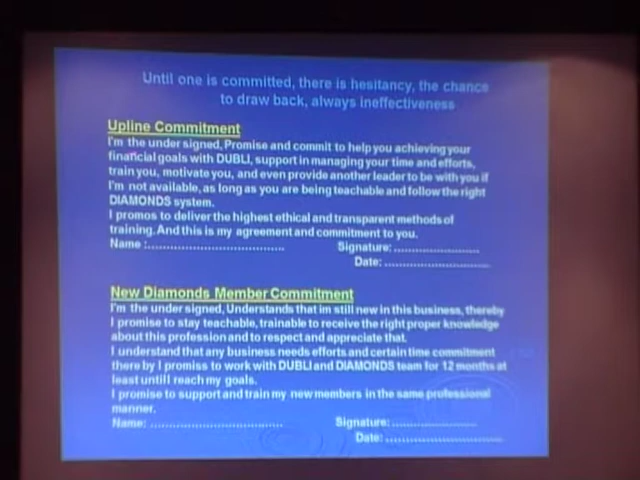 Until one is committed, there is hesitancy, the chance
to draw back, always ineffectiveness
Upline Commitment
I'm the under signed, Promise and commit to help you achieving your
financial goals with DUBLI, support in managing your time and efforts,
train you, motivate you, and even provide another leader to be with you if
I'm not available, as long as you are being teachable and follow the right
DIAMONDS system.
I promos to deliver the highest ethical and transparent methods of
training. And this is my agreement and commitment to you.
Name :.................................... Signature: ......................
Date: ...........................
New Diamonds Member Commitment
I'm the under signed, Understands that im still new in this business, thereby
I promise to stay teachable, trainable to receive the right proper knowledge
about this profession and to respect and appreciate that.
I understand that any business needs efforts and certain time commitment
there by I promiss to work with DUBLI and DIAMONDS team for 12 months at
least untill reach my goals.
I promise to support and train my new members in the same professional
manner.
Name: ................................... Signature: ......................
Date: ..............................